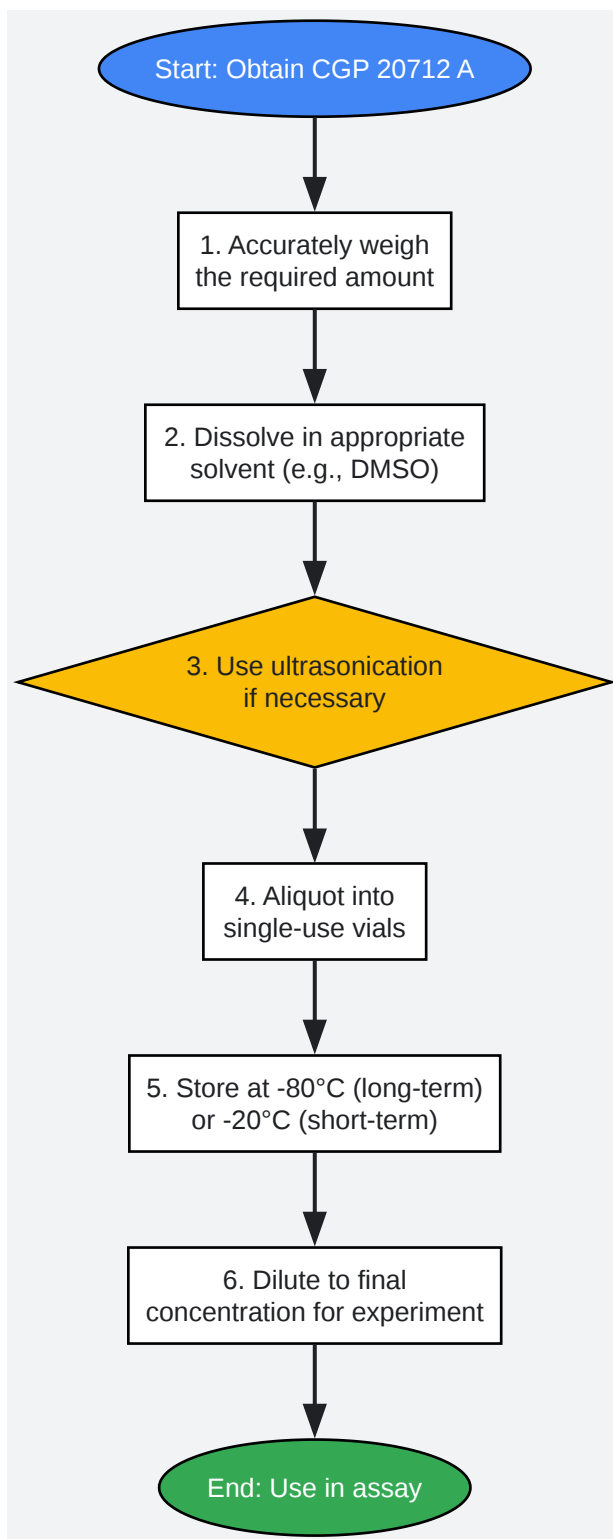 Start: Obtain CGP 20712 A
1. Accurately weigh
the required amount
2. Dissolve in appropriate
solvent (e.g., DMSO)
3. Use ultrasonication
if necessary
4. Aliquot into
single-use vials
5. Store at -80°C (long-term)
or -20°C (short-term)
6. Dilute to final
concentration for experiment
End: Use in assay